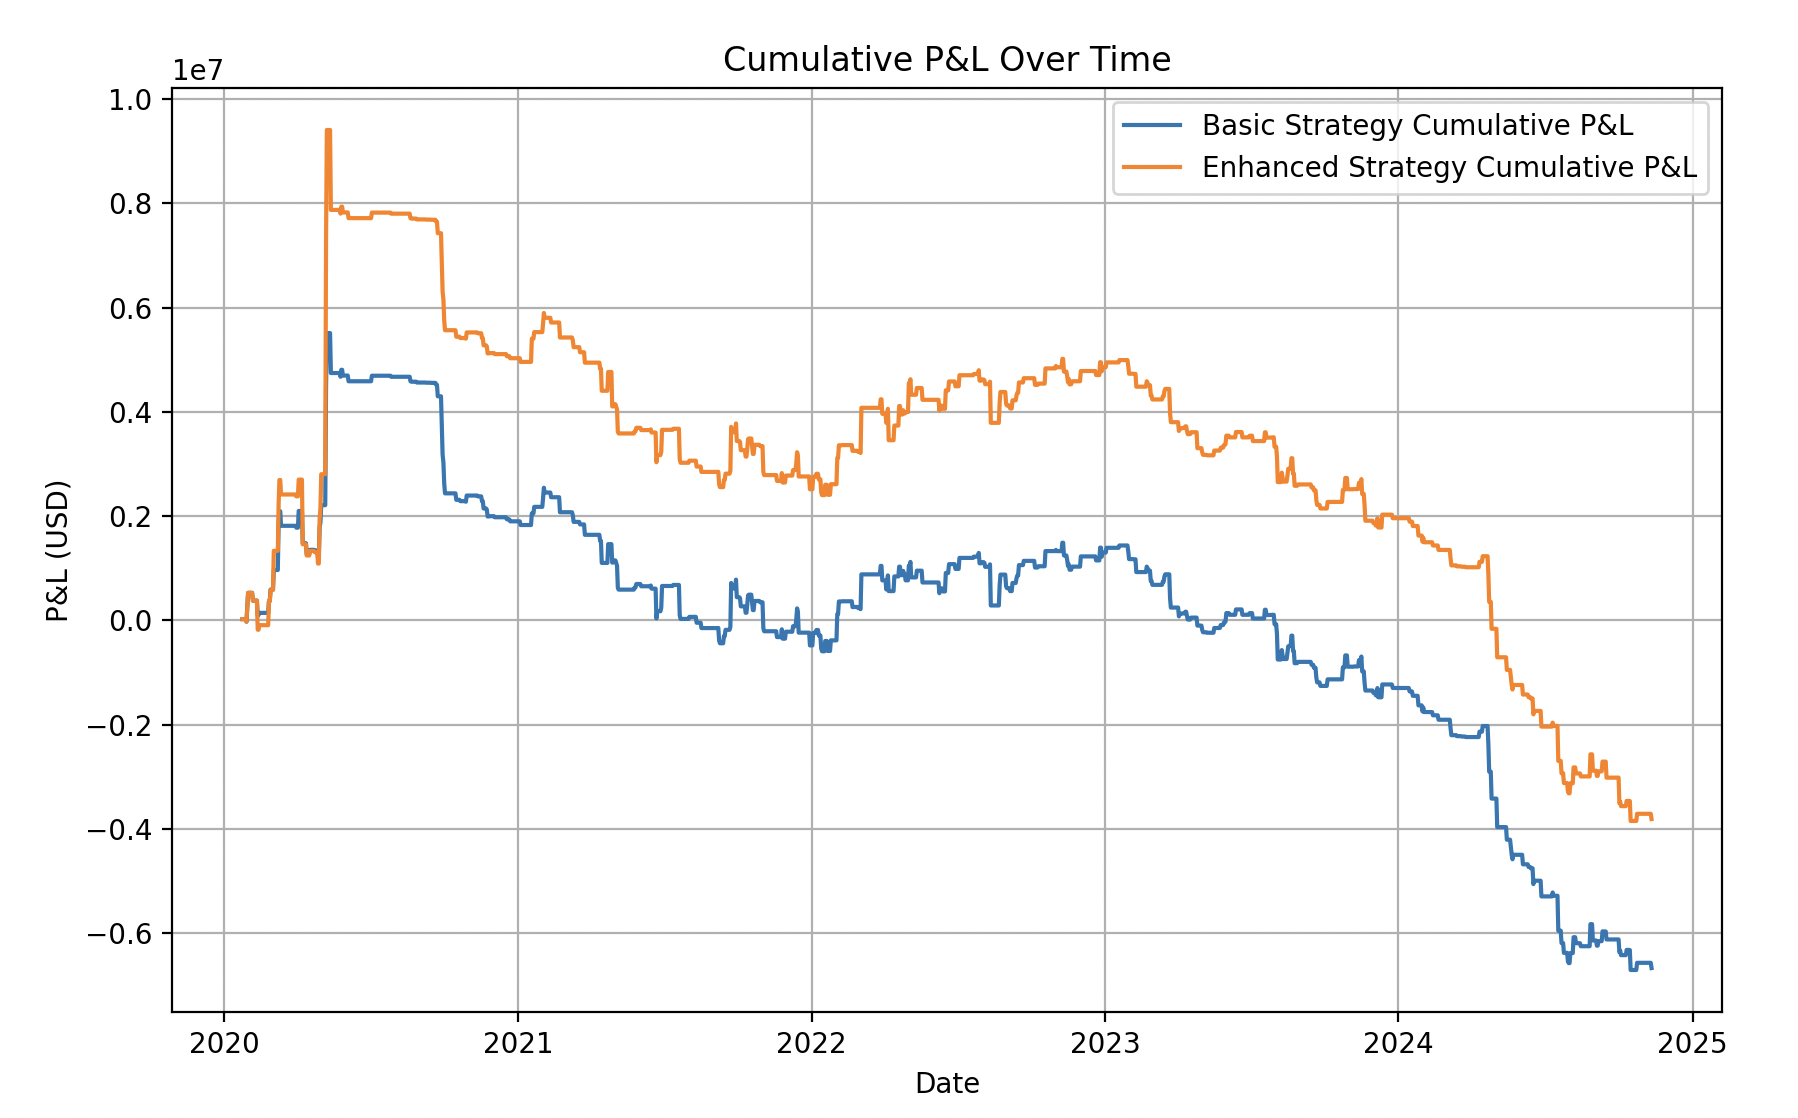 Cumulative P&L Over Time
1e7
1.0
0.8
0.6
0.4
0.2
0.0
−0.2
−0.4
−0.6
P&L (USD)
Basic Strategy Cumulative P&L
Enhanced Strategy Cumulative P&L
2020 2021 2022 2023 2024 2025
Date